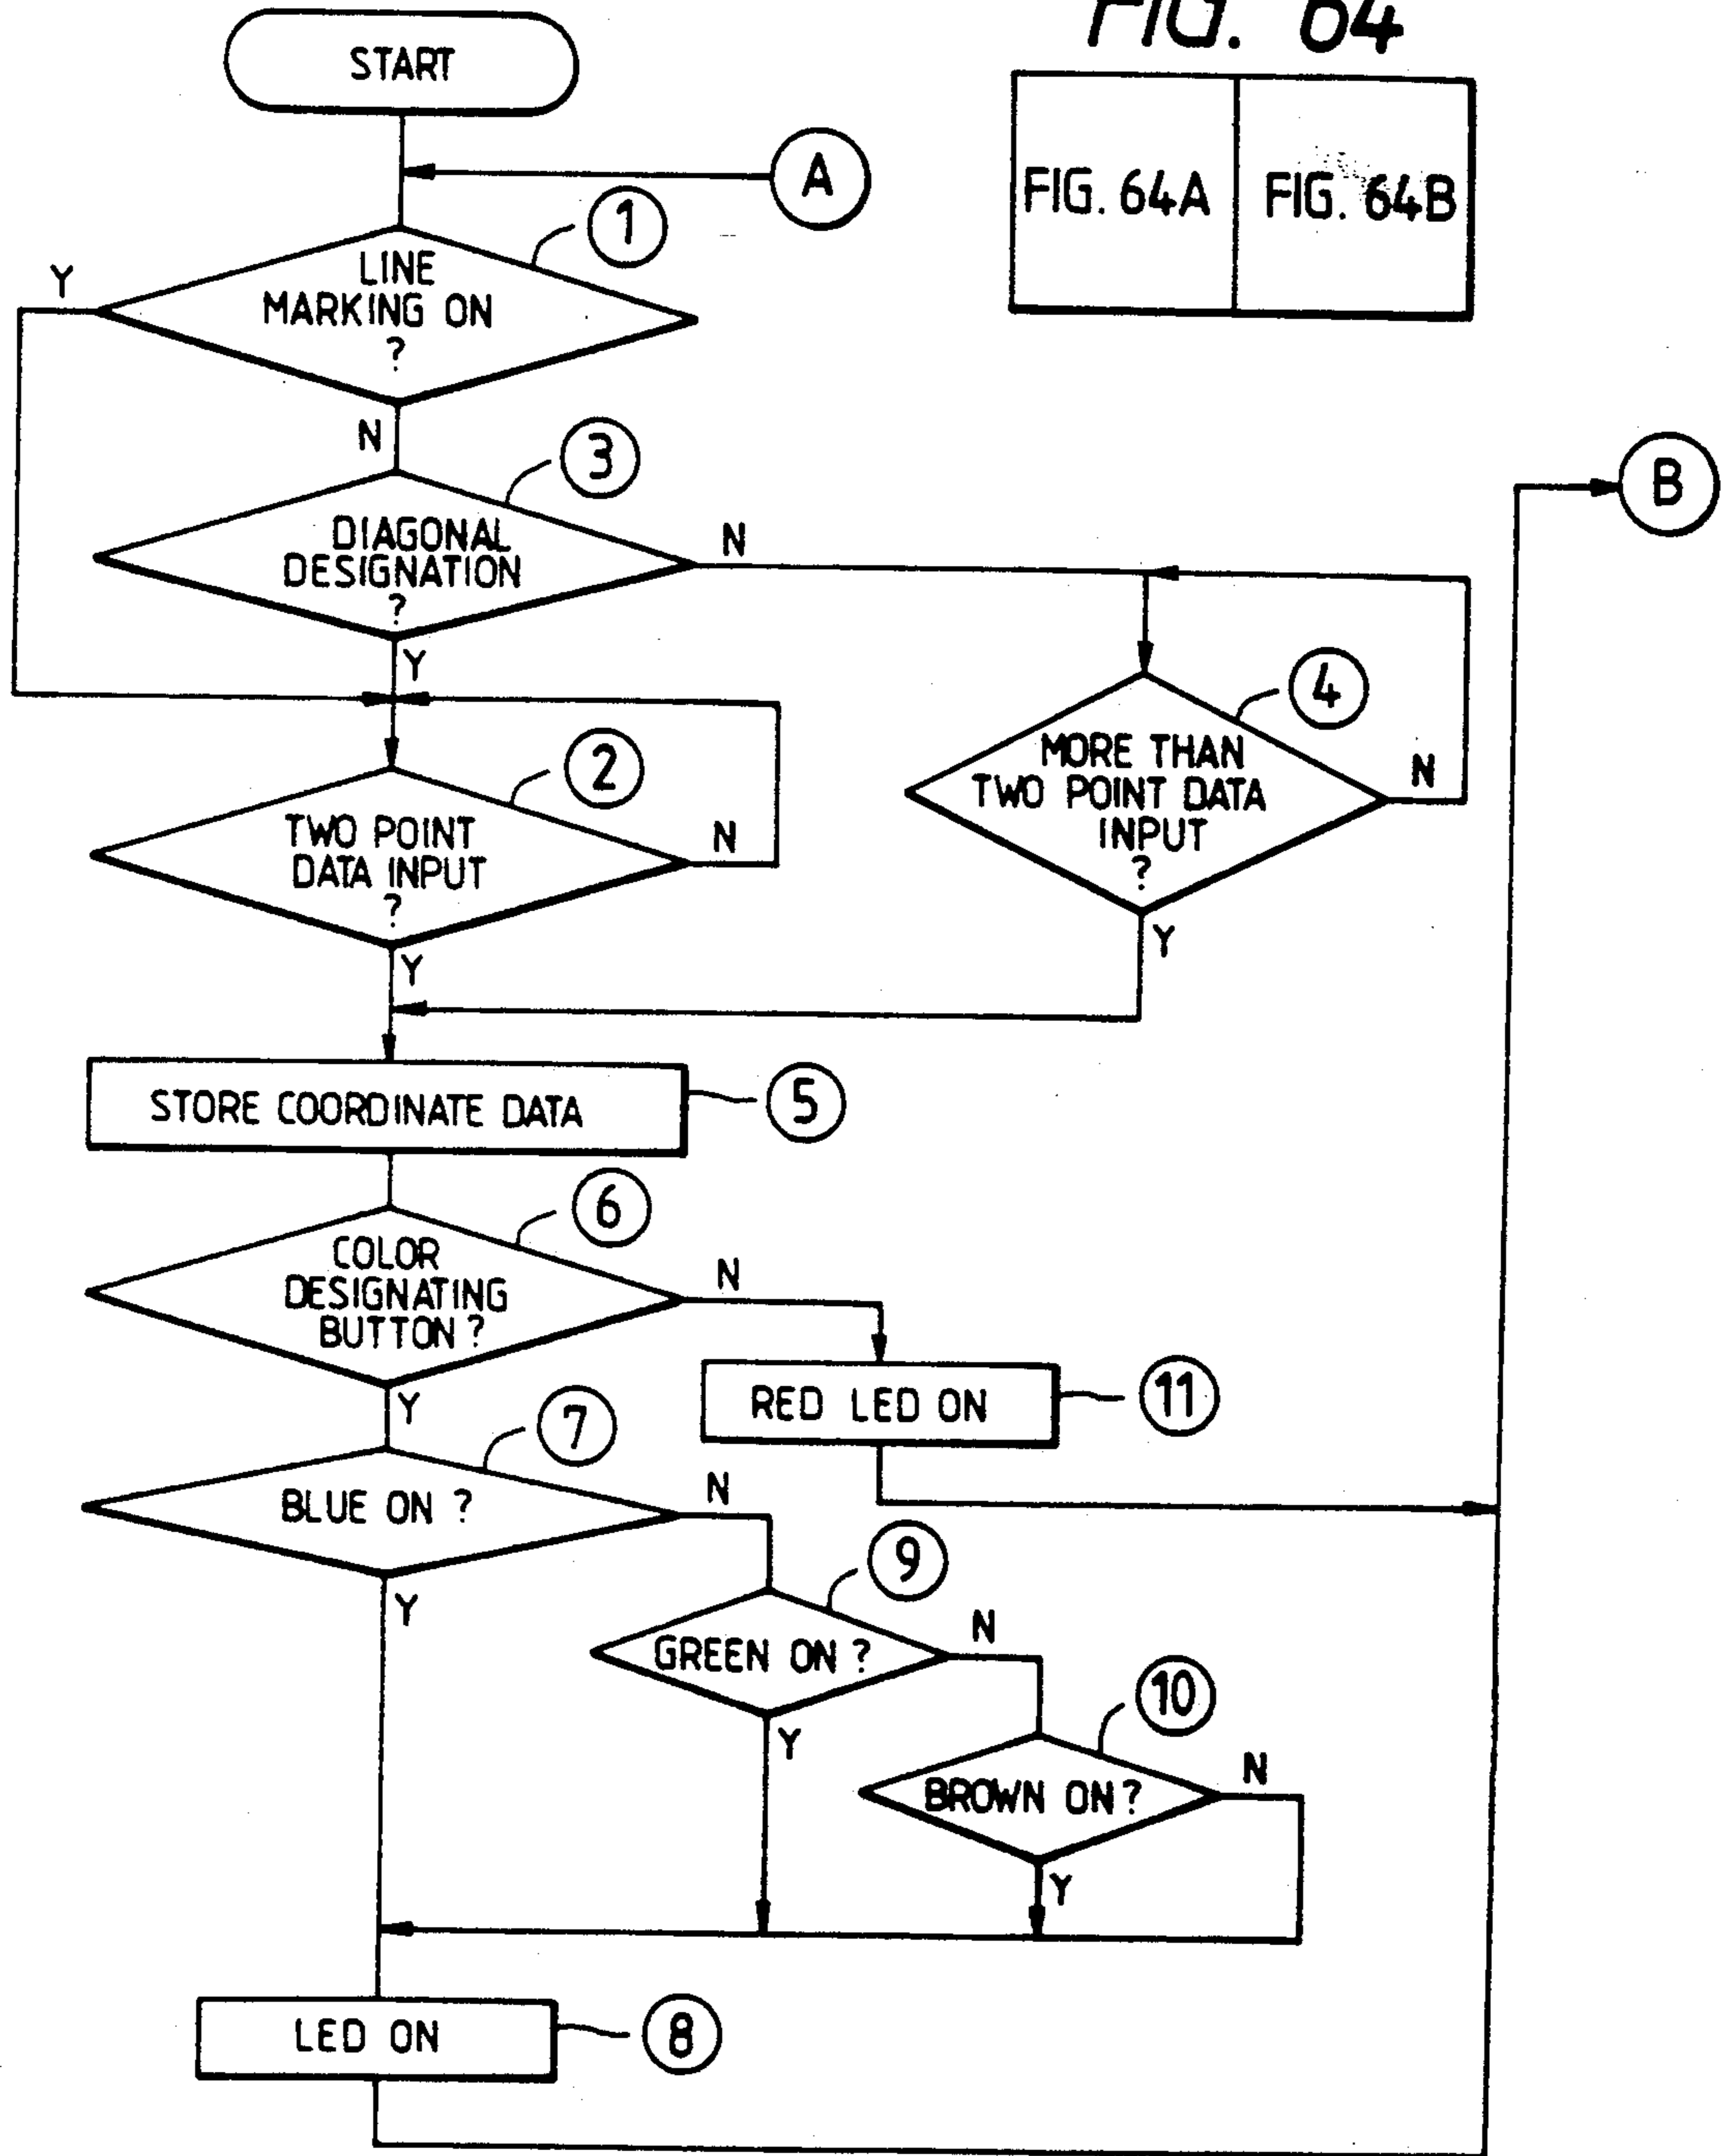 FIG. 64
FIG. 64A
FIG. 64B
START
A
1
LINE
MARKING ON
?
Y
N
3
DIAGONAL
DESIGNATION
?
N
Y
B
4
MORE THAN
TWO POINT DATA
INPUT
?
N
Y
2
TWO POINT
DATA INPUT
?
N
Y
STORE COORDINATE DATA
5
6
COLOR
DESIGNATING
BUTTON ?
N
Y
RED LED ON
11
7
BLUE ON ?
N
Y
9
GREEN ON ?
N
Y
10
BROWN ON ?
N
Y
LED ON
8